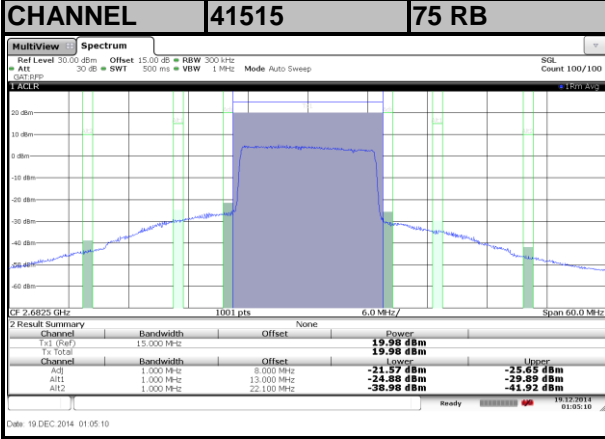 CHANNEL 41515 75 RB
MultiView Spectrum
Ref Level 30.00 dBm Offset 15.00 dB RBW 300 kHz SGL
Att 30 dB SWT 500 ms VBW 1 MHz Mode Auto Sweep Count 100/100
1 ACLR 1Rm Avg
20 dBm
10 dBm
0 dBm
-10 dBm
-20 dBm
-30 dBm
-40 dBm
-60 dBm
CF 2.6825 GHz 1001 pts 6.0 MHz/ Span 60.0 MHz
2 Result Summary None
Channel Bandwidth Offset Power
Tx1 (Ref) 15.000 MHz 19.98 dBm
Tx Total 19.98 dBm
Channel Bandwidth Offset Lower Upper
Adj 1.000 MHz 8.000 MHz -21.57 dBm -25.65 dBm
Alt1 1.000 MHz 13.000 MHz -24.88 dBm -29.89 dBm
Alt2 1.000 MHz 22.100 MHz -38.98 dBm -41.92 dBm
Ready 19.12.2014
01:05:10
Date: 19.DEC.2014 01:05:10